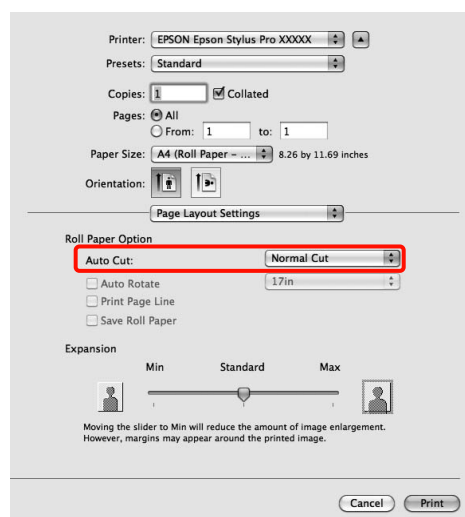 Printer: EPSON Epson Stylus Pro XXXXX
Presets: Standard
Copies: 1 Collated
Pages: All
From: 1 to: 1
Paper Size: A4 (Roll Paper – ... 8.26 by 11.69 inches
Orientation:
Page Layout Settings
Roll Paper Option
Auto Cut: Normal Cut
Auto Rotate 17in
Print Page Line
Save Roll Paper
Expansion
Min Standard Max
Moving the slider to Min will reduce the amount of image enlargement.
However, margins may appear around the printed image.
Cancel Print